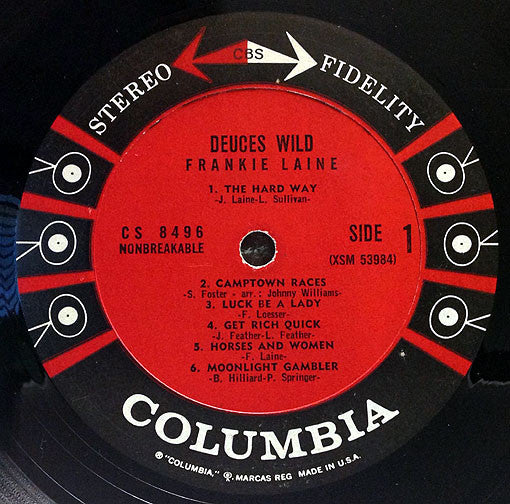 STEREO CBS FIDELITY
DEUCES WILD
FRANKIE LAINE
1. THE HARD WAY
-J. Laine-L. Sullivan-
CS 8496
NONBREAKABLE
SIDE 1
(XSM 53984)
2. CAMPTOWN RACES
-S. Foster - arr.: Johnny Williams-
3. LUCK BE A LADY
-F. Loesser-
4. GET RICH QUICK
-J. Feather-L. Feather-
5. HORSES AND WOMEN
-F. Laine-
6. MOONLIGHT GAMBLER
-B. Hilliard-P. Springer-
COLUMBIA
® "COLUMBIA," ®. MARCAS REG MADE IN U.S.A.